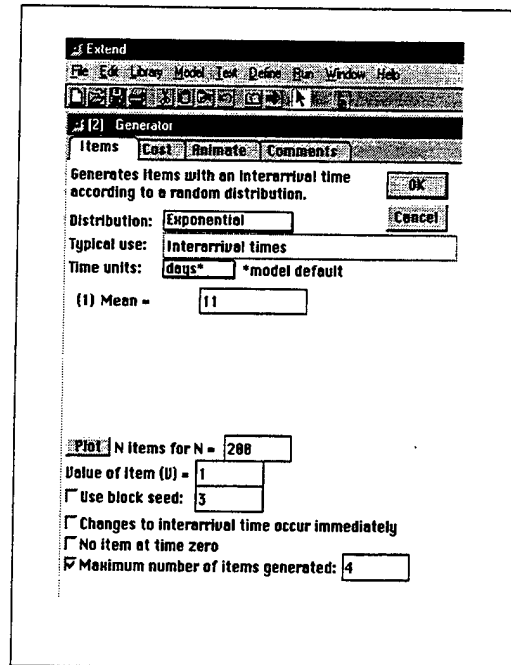 Extend
File Edit Library Model Text Define Run Window Help
[2] Generator
Items Cost Animate Comments
Generates items with an interarrival time
according to a random distribution.
OK
Cancel
Distribution: Exponential
Typical use: Interarrival times
Time units: days* *model default
(1) Mean = 11
Plot N items for N = 200
Value of item (V) = 1
Use block seed: 3
Changes to interarrival time occur immediately
No item at time zero
Maximum number of items generated: 4